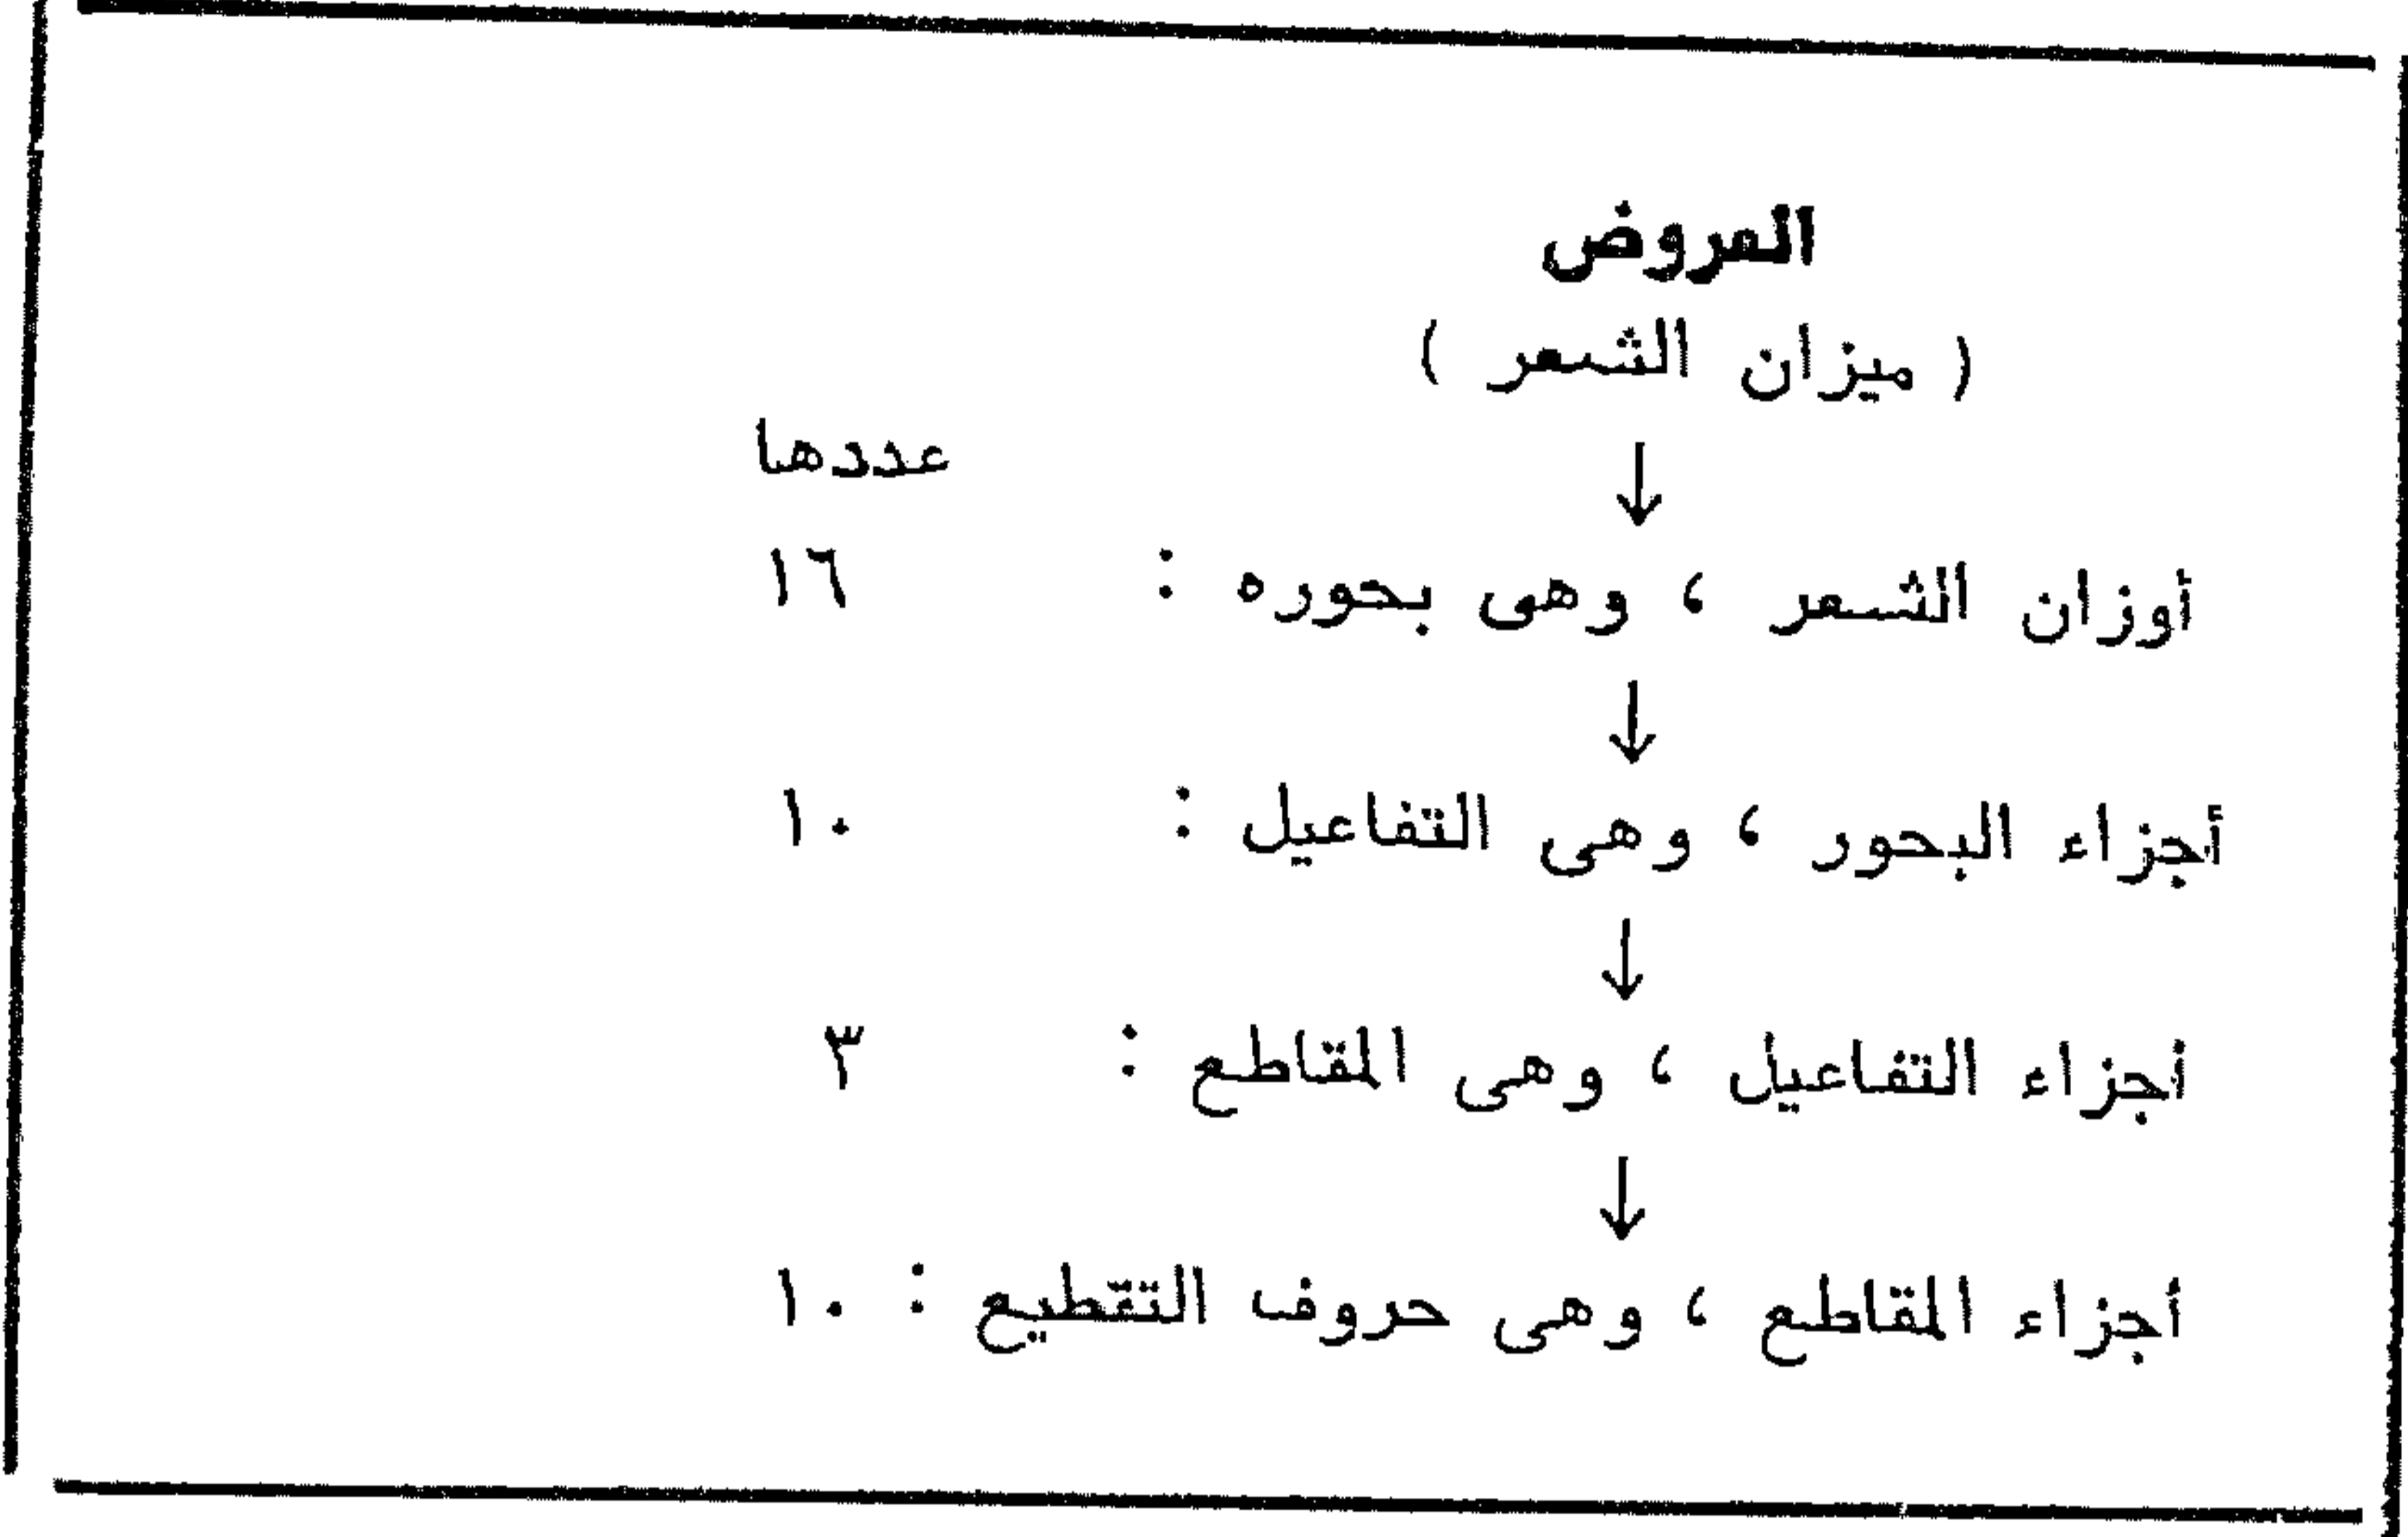 العروض
( ميزان الشعر )
↓
عددها
أوزان الشعر ، وهى بحوره : ١٦
↓
أجزاء البحور ، وهى التفاعيل : ١٠
↓
أجزاء التفاعيل ، وهى المقاطع : ٣
↓
أجزاء المقاطع ، وهى حروف التقطيع : ١٠